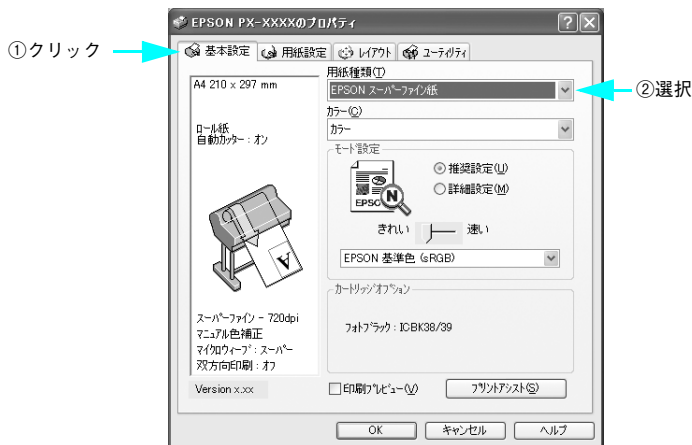 EPSON PX-XXXXのプロパティ
①クリック
基本設定 用紙設定 レイアウト ユーティリティ
A4 210 x 297 mm
ロール紙
自動カッター : オン
スーパーファイン - 720dpi
マニュアル色補正
マイクロウィーブ : スーパー
双方向印刷 : オフ
Version x.xx
用紙種類(T)
EPSON スーパーファイン紙
②選択
カラー(C)
カラー
モード設定
EPSC
N
推奨設定(U)
詳細設定(M)
きれい 速い
EPSON 基準色 (sRGB)
カートリッジオプション
フォトブラック : ICBK38/39
印刷プレビュー(V) プリントアシスト(S)
OK キャンセル ヘルプ